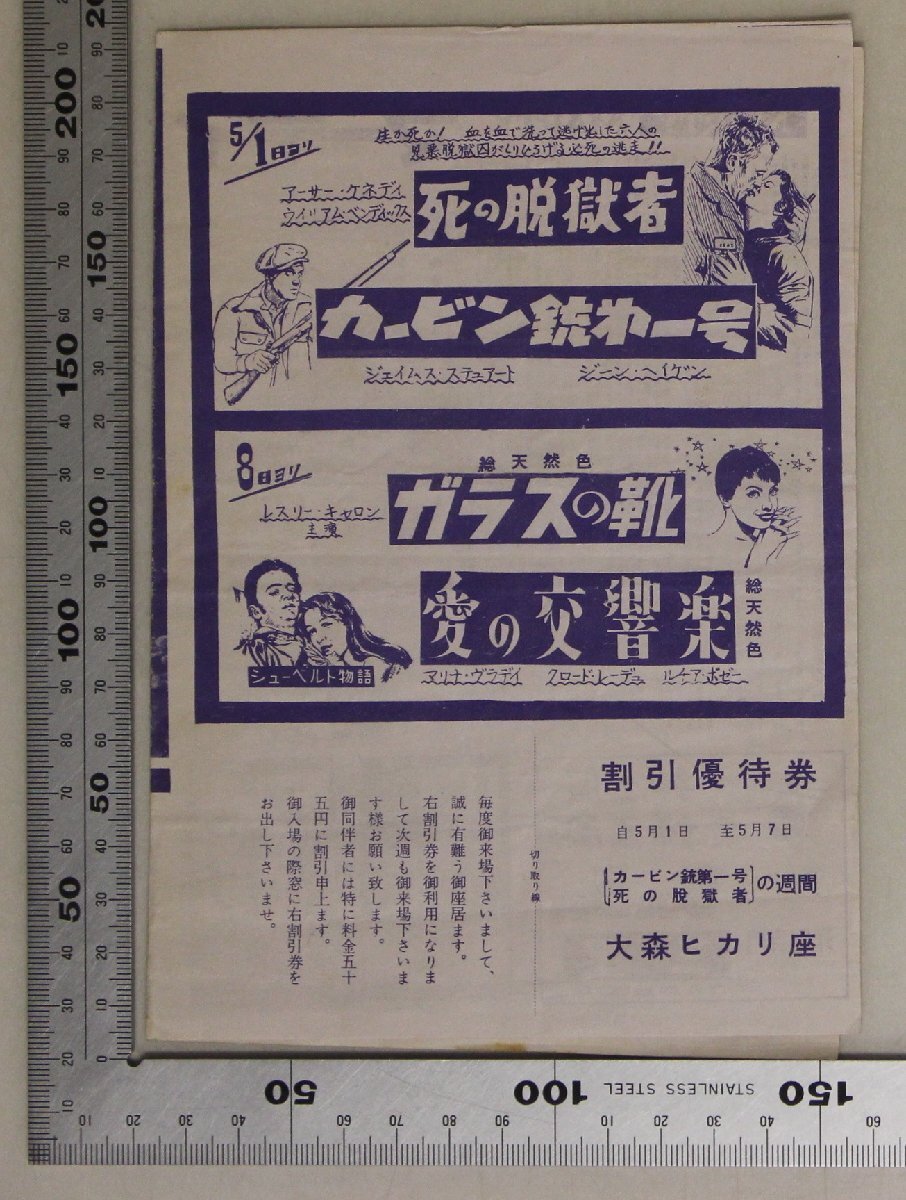 5/1日ヨリ
生か死か! 血を血で洗って逃げ出した六人の
兇悪脱獄囚がくりひろげる必死の逃走!!
アーサー・ケネディ
ウイリアムベンディックス
死の脱獄者
カービン銃第一号
ジェイムス・ステュアート
ジーン・ヘイゲン
8日ヨリ
総天然色
ガラスの靴
レスリー・キャロン
主演
愛の交響楽
総天然色
シューベルト物語
マリナ・ヴラディ
クロード・レーデュ
ルチア・ボゼー
割引優待券
自5月1日 至5月7日
カービン銃第一号
死の脱獄者
の週間
大森ヒカリ座
切り取り線
毎度御来場下さいまして、
誠に有難う御座居ます。
右割引券を御利用になりま
して次週も御来場下さいま
す様お願い致します。
御同伴者には特に料金五十
五円に割引申上ます。
御入場の際窓に右割引券を
お出し下さいませ。
STAINLESS STEEL
200
150
100
50
50
100
150